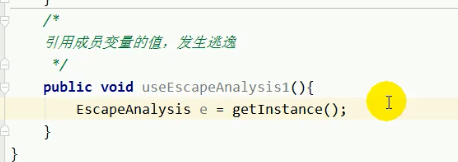 }
/*
引用成员变量的值，发生逃逸
*/
public void useEscapeAnalysis1(){
EscapeAnalysis e = getInstance();
}
}